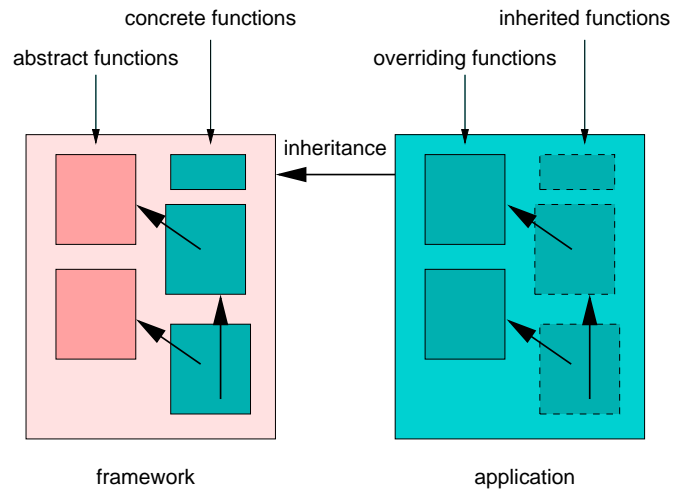 concrete functions
inherited functions
abstract functions
overriding functions
inheritance
framework
application